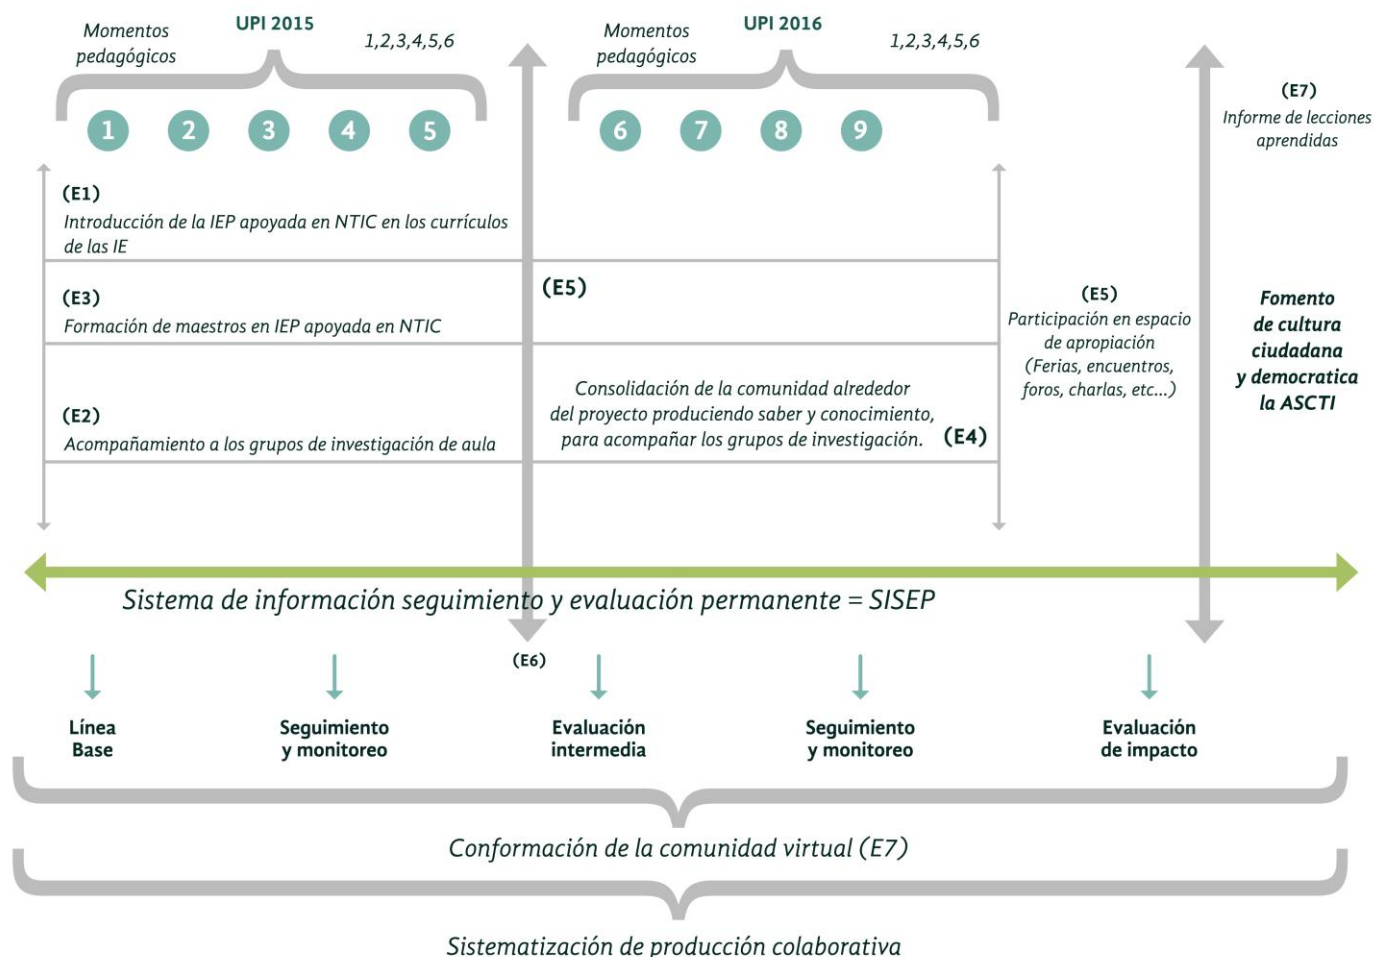 UPI 2015
Momentos
pedagógicos
1,2,3,4,5,6
1 2 3 4 5
UPI 2016
Momentos
pedagógicos
1,2,3,4,5,6
6 7 8 9
(E7)
Informe de lecciones
aprendidas
(E1)
Introducción de la IEP apoyada en NTIC en los currículos
de las IE
(E3)
Formación de maestros en IEP apoyada en NTIC
(E5)
(E2)
Acompañamiento a los grupos de investigación de aula
Consolidación de la comunidad alrededor
del proyecto produciendo saber y conocimiento,
para acompañar los grupos de investigación. (E4)
(E5)
Participación en espacio
de apropiación
(Ferias, encuentros,
foros, charlas, etc...)
Fomento
de cultura
ciudadana
y democratica
la ASCTI
Sistema de información seguimiento y evaluación permanente = SISEP
(E6)
Línea
Base
Seguimiento
y monitoreo
Evaluación
intermedia
Seguimiento
y monitoreo
Evaluación
de impacto
Conformación de la comunidad virtual (E7)
Sistematización de producción colaborativa